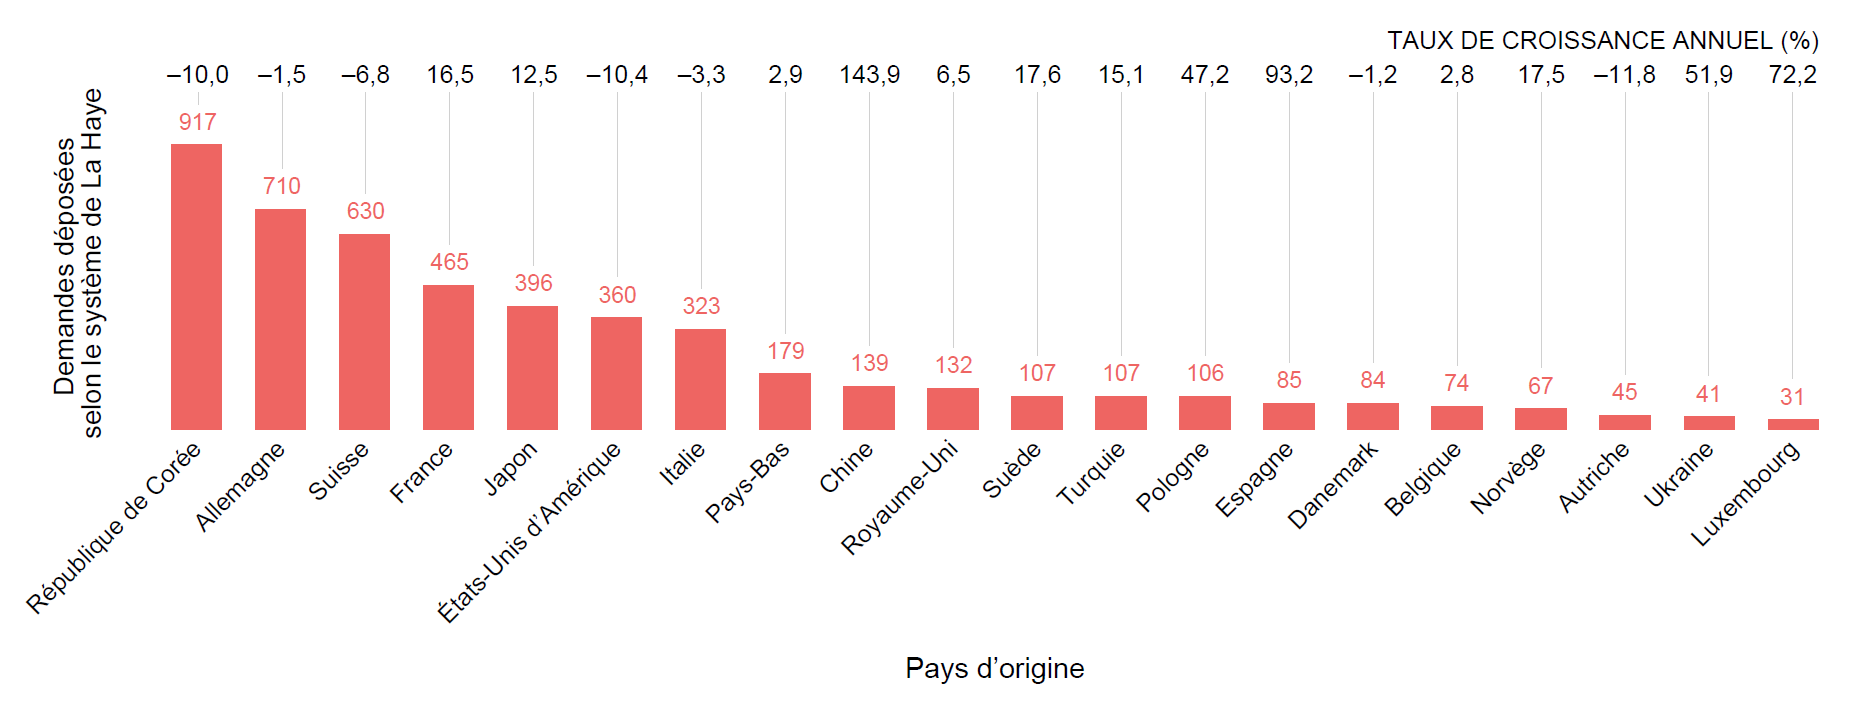 TAUX DE CROISSANCE ANNUEL (%)
–10,0 –1,5 –6,8 16,5 12,5 –10,4 –3,3 2,9 143,9 6,5 17,6 15,1 47,2 93,2 –1,2 2,8 17,5 –11,8 51,9 72,2
Demandes déposées
selon le système de La Haye
917 710 630 465 396 360 323 179 139 132 107 107 106 85 84 74 67 45 41 31
République de Corée
Allemagne
Suisse
France
Japon
États-Unis d’Amérique
Italie
Pays-Bas
Chine
Royaume-Uni
Suède
Turquie
Pologne
Espagne
Danemark
Belgique
Norvège
Autriche
Ukraine
Luxembourg
Pays d’origine